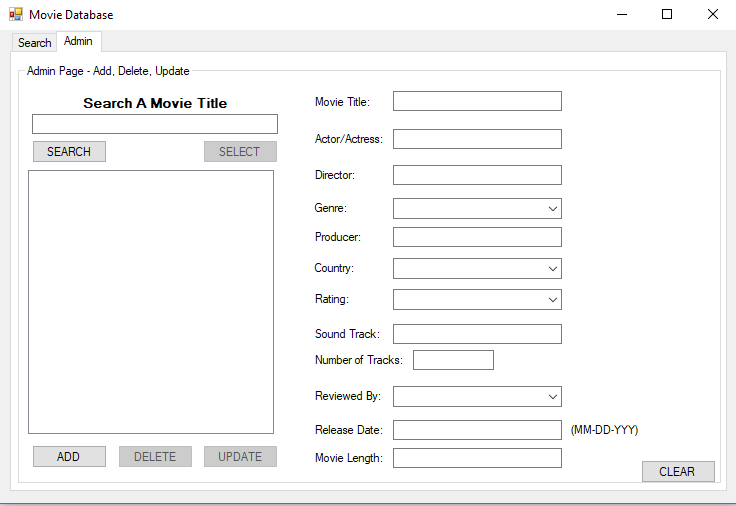 Movie Database
Search Admin
Admin Page - Add, Delete, Update
Search A Movie Title
SEARCH SELECT
ADD DELETE UPDATE
Movie Title:
Actor/Actress:
Director:
Genre:
Producer:
Country:
Rating:
Sound Track:
Number of Tracks:
Reviewed By:
Release Date: (MM-DD-YYY)
Movie Length:
CLEAR